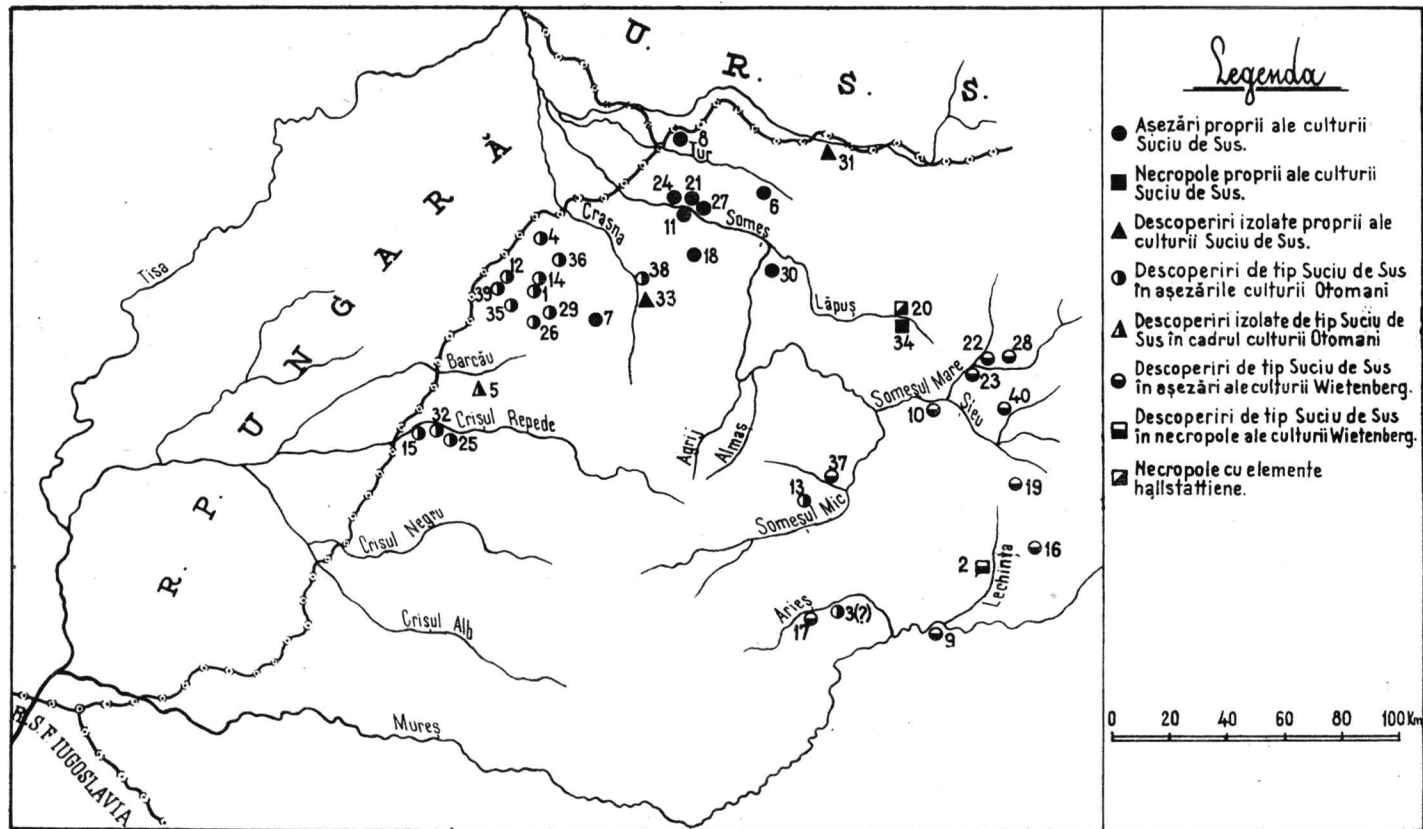 U. R. S. S.
UNGARĂ
R. P.
R.S.F IUGOSLAVIA
Tisa
Tur
Someș
Crașna
Lăpuș
Barcău
Crișul Repede
Agrij
Almaș
Someșul Mare
Sieu
Someșul Mic
Crișul Negru
Crișul Alb
Arieș
Lechința
Mureș
8
31
24
21
27
6
11
4
36
18
30
12
14
38
39
1
33
35
29
26
7
20
34
22
28
23
5
10
40
32
15
25
37
13
19
16
2
3(?)
17
9
Legenda
Așezări proprii ale culturii
Suciu de Sus.
Necropole proprii ale culturii
Suciu de Sus.
Descoperiri izolate proprii ale
culturii Suciu de Sus.
Descoperiri de tip Suciu de Sus
în așezările culturii Otomani
Descoperiri izolate de tip Suciu de
Sus în cadrul culturii Otomani
Descoperiri de tip Suciu de Sus
în așezări ale culturii Wietenberg.
Descoperiri de tip Suciu de Sus
în necropole ale culturii Wietenberg.
Necropole cu elemente
hallstattiene.
0 20 40 60 80 100 Km